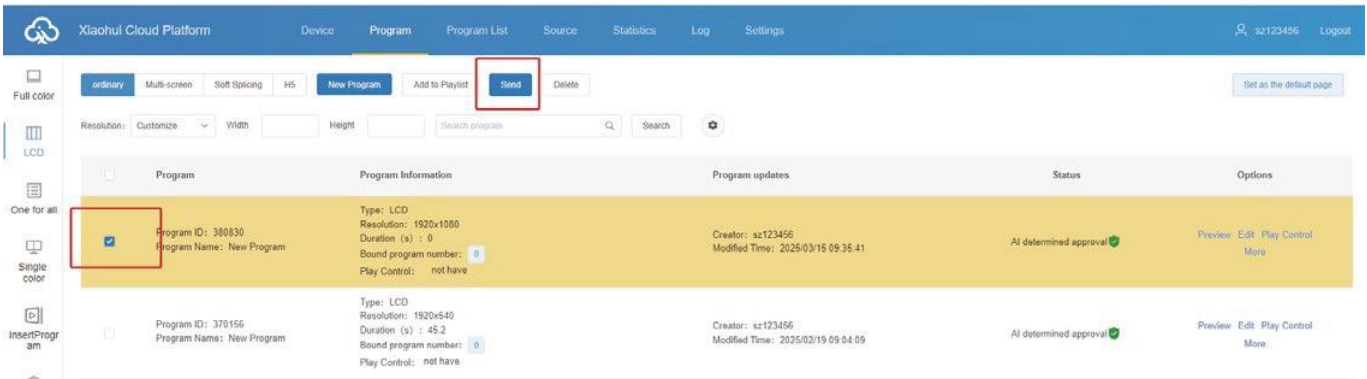 Xiaohui Cloud Platform Device Program Program List Source Statistics Log Settings sz123456 Logout
Full color
LCD
One for all
Single
color
InsertProgr
am
ordinary Multi-screen Soft Splicing H5 New Program Add to Playlist Send Delete Set as the default page
Resolution: Customize Width Height Search program Search
Program Program Information Program updates Status Options
Program ID: 380830
Program Name: New Program
Type: LCD
Resolution: 1920x1080
Duration (s) : 0
Bound program number: 0
Play Control: not have
Creator: sz123456
Modified Time: 2025/03/15 09:35:41
AI determined approval
Preview Edit Play Control
More
Program ID: 370156
Program Name: New Program
Type: LCD
Resolution: 1920x540
Duration (s) : 45.2
Bound program number: 0
Play Control: not have
Creator: sz123456
Modified Time: 2025/02/19 09:04:09
AI determined approval
Preview Edit Play Control
More